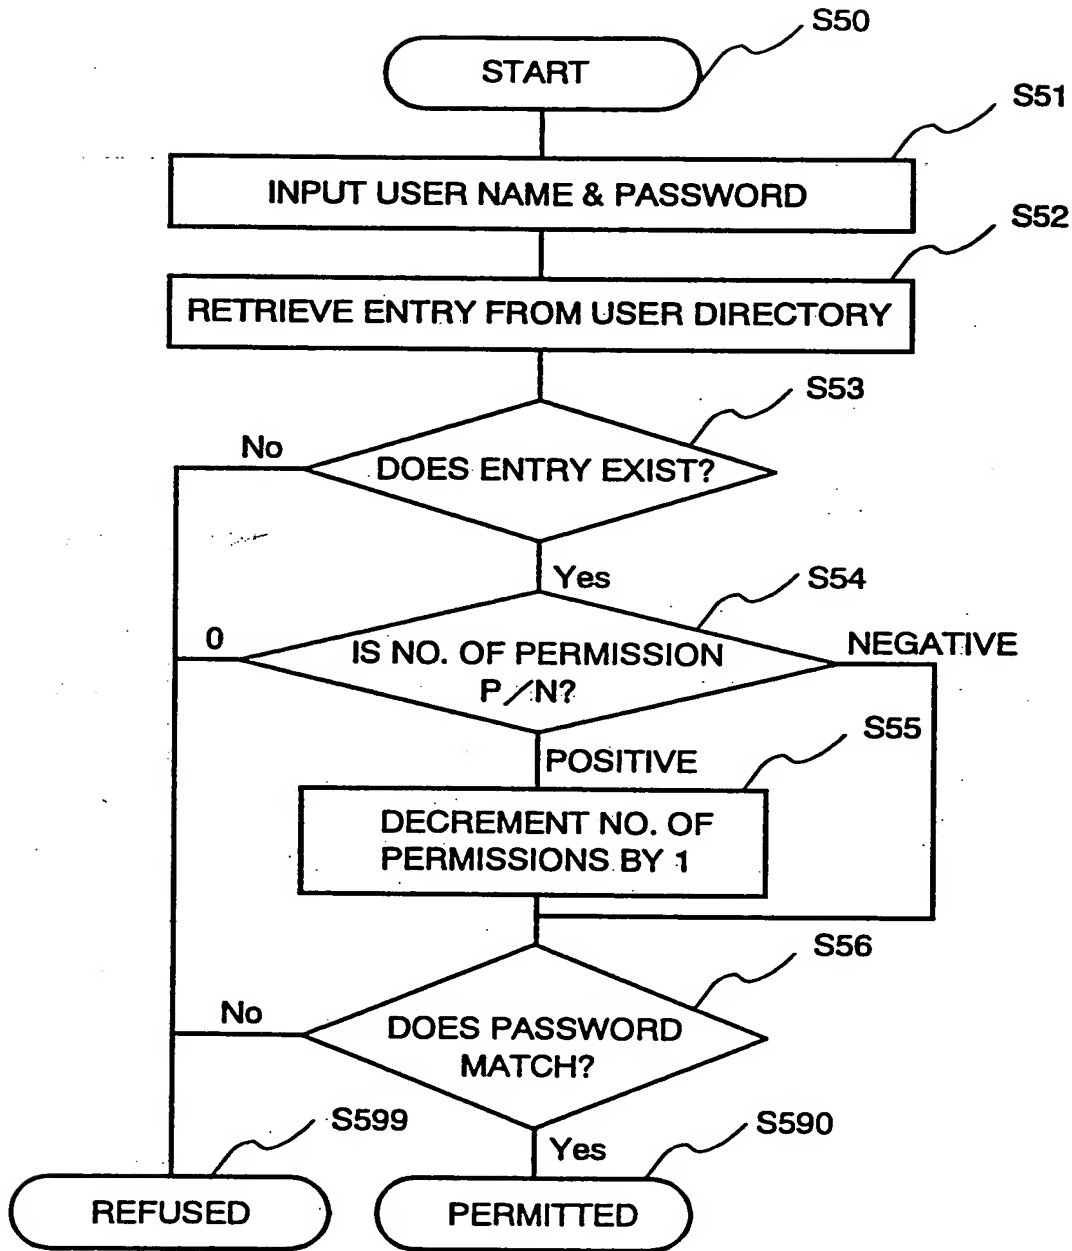 S50
START
S51
INPUT USER NAME & PASSWORD
S52
RETRIEVE ENTRY FROM USER DIRECTORY
S53
No
DOES ENTRY EXIST?
Yes
S54
0
IS NO. OF PERMISSION
P/N?
NEGATIVE
S55
POSITIVE
DECREMENT NO. OF
PERMISSIONS BY 1
S56
No
DOES PASSWORD
MATCH?
S599
Yes
S590
REFUSED
PERMITTED